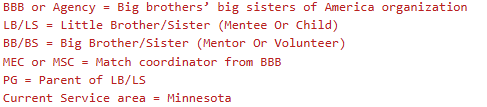 BBB or Agency = Big brothers’ big sisters of America organization
LB/LS = Little Brother/Sister (Mentee Or Child)
BB/BS = Big Brother/Sister (Mentor Or Volunteer)
MEC or MSC = Match coordinator from BBB
PG = Parent of LB/LS
Current Service area = Minnesota